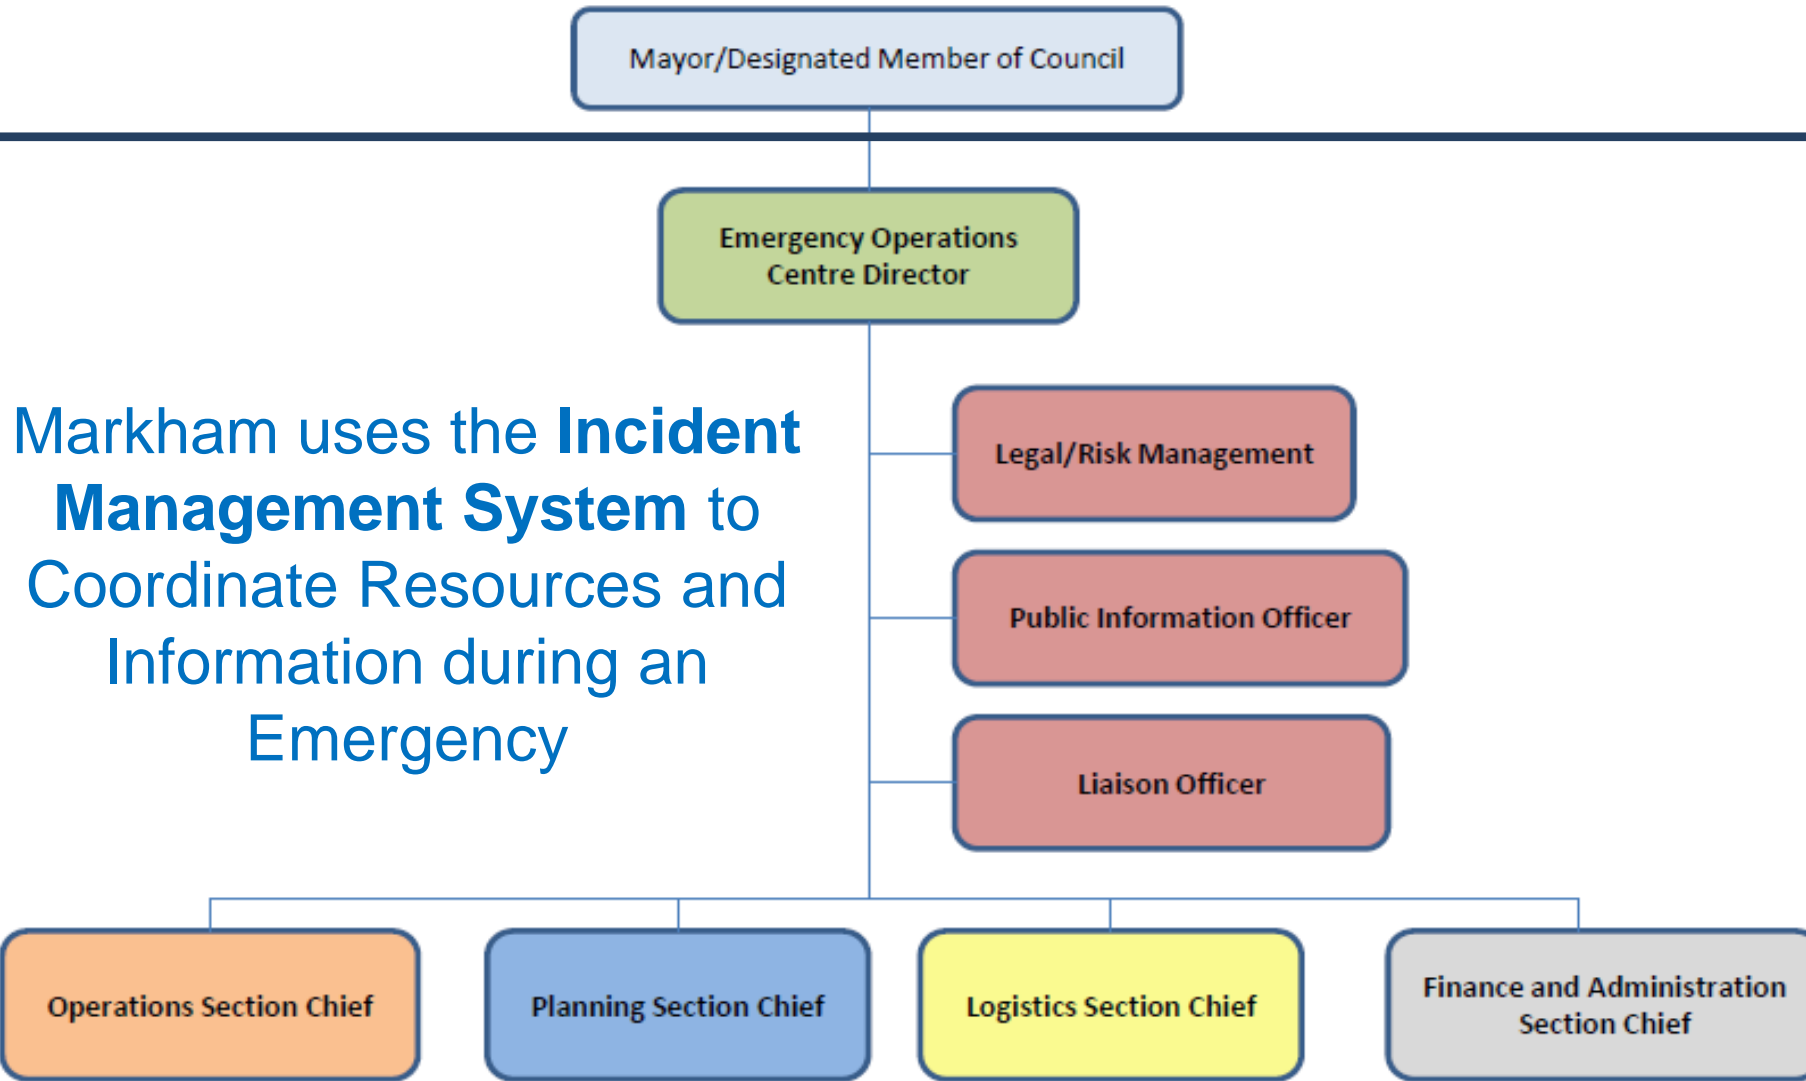 Mayor/Designated Member of Council
Emergency Operations
Centre Director
Markham uses the Incident
Management System to
Coordinate Resources and
Information during an
Emergency
Legal/Risk Management
Public Information Officer
Liaison Officer
Operations Section Chief
Planning Section Chief
Logistics Section Chief
Finance and Administration
Section Chief